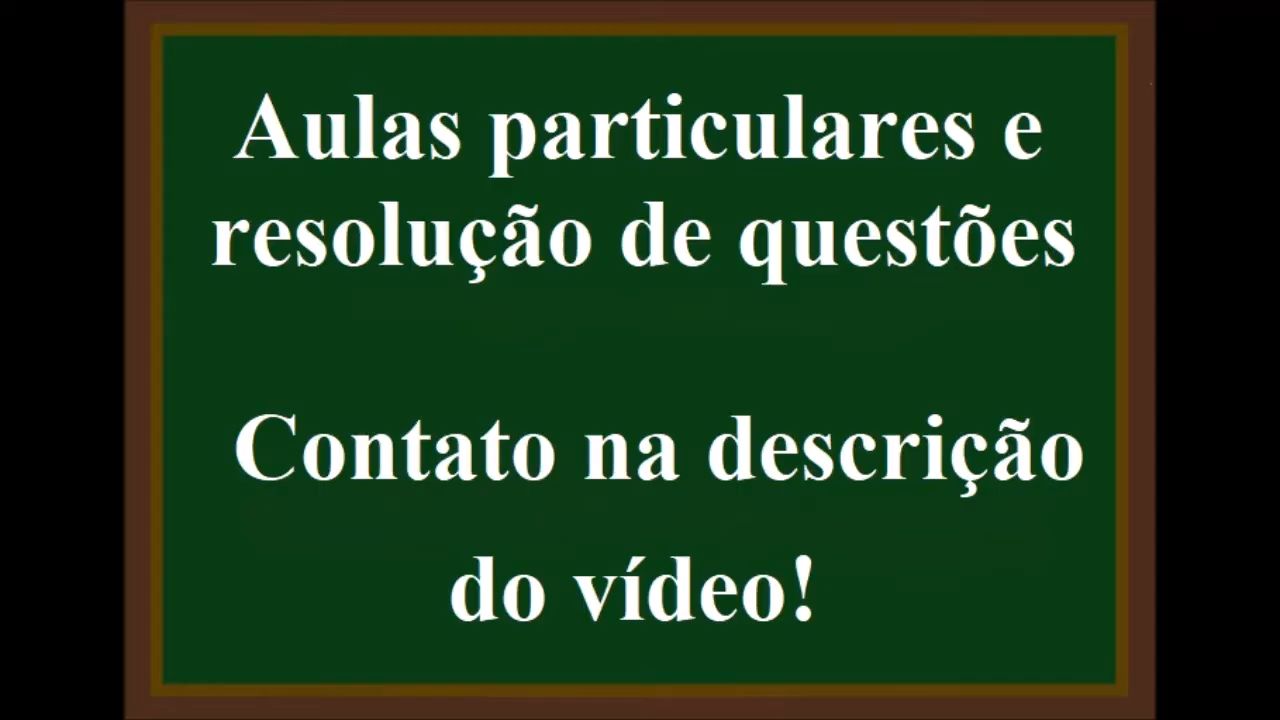 Aulas particulares e
resolução de questões
Contato na descrição
do vídeo!